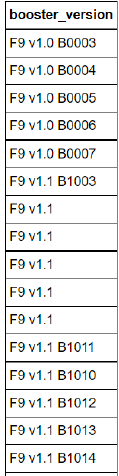 booster_version
F9 v1.0 B0003
F9 v1.0 B0004
F9 v1.0 B0005
F9 v1.0 B0006
F9 v1.0 B0007
F9 v1.1 B1003
F9 v1.1
F9 v1.1
F9 v1.1
F9 v1.1
F9 v1.1
F9 v1.1 B1011
F9 v1.1 B1010
F9 v1.1 B1012
F9 v1.1 B1013
F9 v1.1 B1014